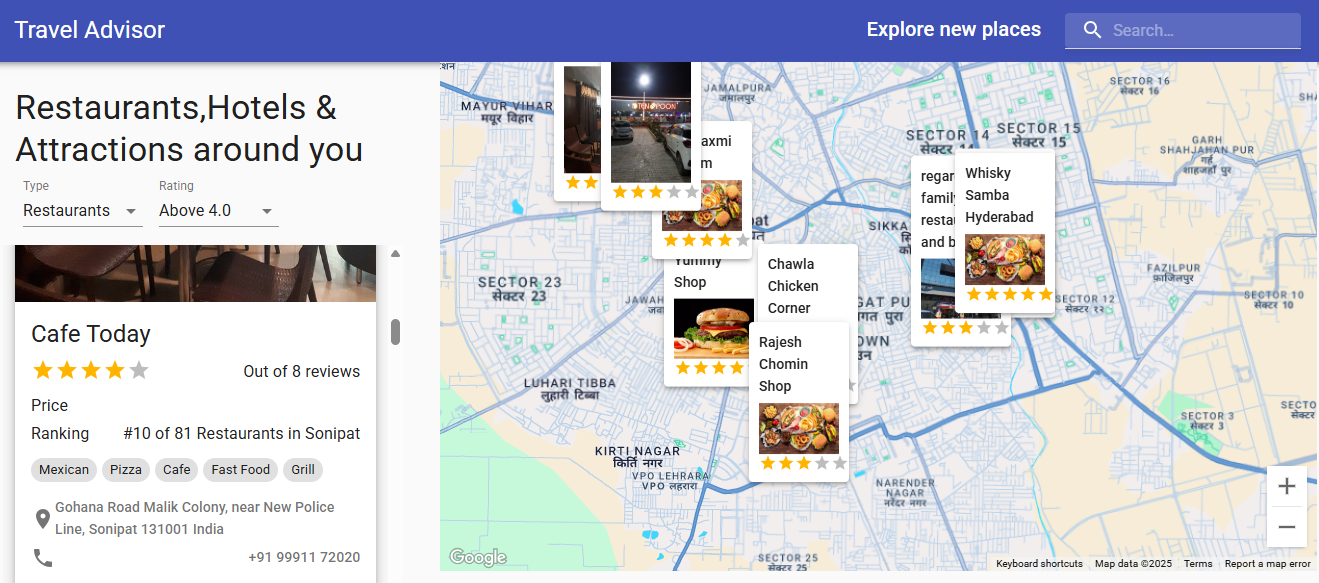 Travel Advisor
Explore new places
Search...
Restaurants,Hotels &
Attractions around you
Type
Restaurants
Rating
Above 4.0
Cafe Today
Out of 8 reviews
Price
Ranking
#10 of 81 Restaurants in Sonipat
Mexican
Pizza
Cafe
Fast Food
Grill
Gohana Road Malik Colony, near New Police
Line, Sonipat 131001 India
+91 99911 72020
MAYUR VIHAR
मयूर विहार
JAMALPURA
जमालपुरा
SECTOR 14
सेक्टर 14
SECTOR 15
सेक्टर 15
SECTOR 16
सेक्टर 16
GARH
SHAHJAHAN PUR
गढ़
शाहजहाँ पुर
axmi
m
regar
family
resta
and b
Whisky
Samba
Hyderabad
SIKKA
SECTOR 23
सेक्टर 23
JAWAH
Yummy
Shop
Chawla
Chicken
Corner
Rajesh
Chomin
Shop
GAT PU
गत पुरा
OWN
उन
FAZILPUR
फ़ाजिलपुर
SECTOR 12
सेक्टर १२
SECTOR 10
सेक्टर 10
LUHARI TIBBA
लुहारी टिब्बा
KIRTI NAGAR
किर्ति नगर
VPO LEHRARA
VPO लहरारा
NARENDER
NAGAR
नरेन्दर नगर
SECTOR 3
सेक्टर 3
SECTO
सेक्ट
SECTOR 25
सेक्टर 25
Google
Keyboard shortcuts
Map data ©2025
Terms
Report a map error